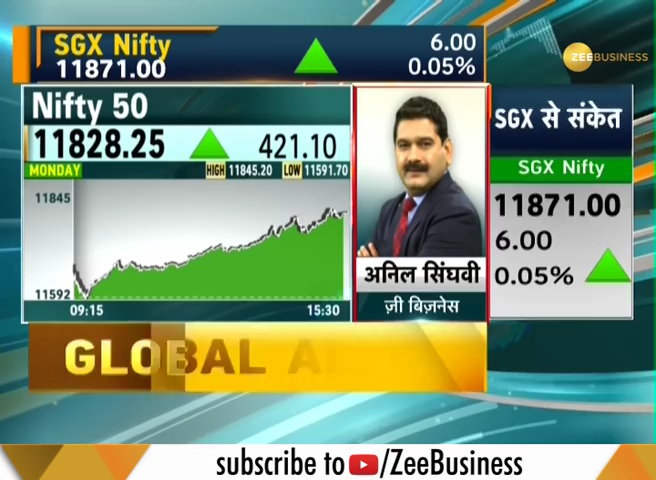 SGX Nifty
11871.00
6.00
0.05%
ZEEBUSINESS
Nifty 50
11828.25
421.10
MONDAY
HIGH 11845.20 LOW 11591.70
11845
11592
09:15
15:30
अनिल सिंघवी
ज़ी बिज़नेस
SGX से संकेत
SGX Nifty
11871.00
6.00
0.05%
GLOBAL
subscribe to /ZeeBusiness